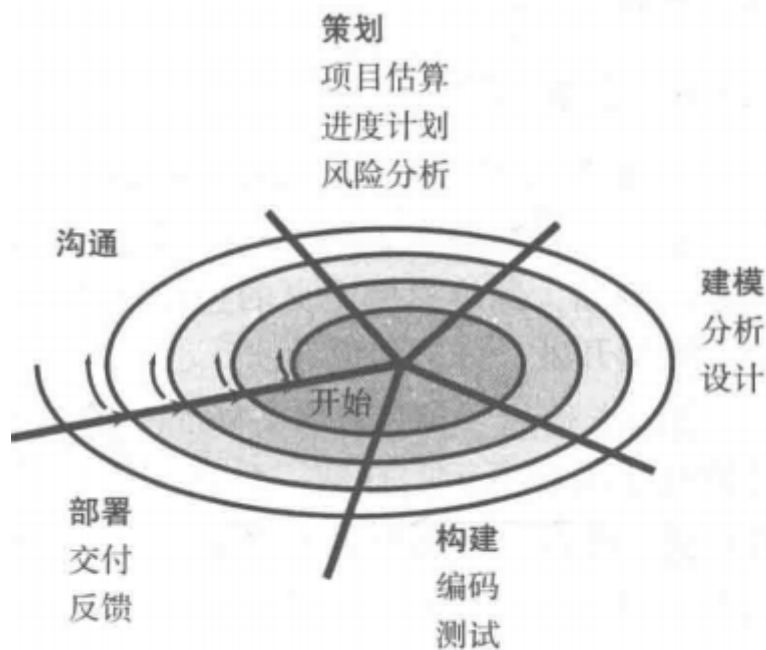 策划
项目估算
进度计划
风险分析
沟通
建模
分析
设计
开始
部署
交付
反馈
构建
编码
测试